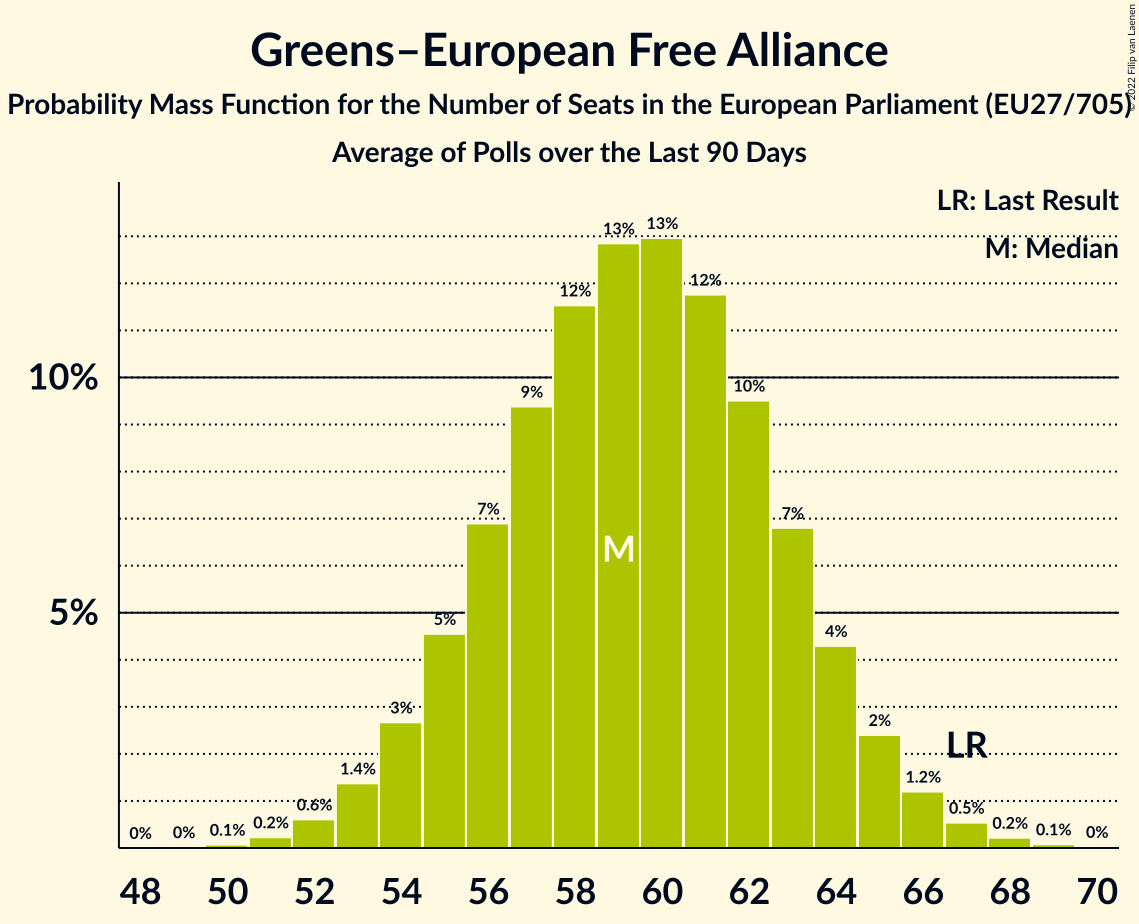 Greens–European Free Alliance
Probability Mass Function for the Number of Seats in the European Parliament (EU27/705)
Average of Polls over the Last 90 Days
© 2022 Filip van Laenen
LR: Last Result
M: Median
13%
13%
12%
12%
10%
9%
10%
7%
7%
M
5%
5%
4%
3%
2%
LR
1.4%
1.2%
0.6%
0.5%
0%
0%
0.1%
0.2%
0.2%
0.1%
0%
48 50 52 54 56 58 60 62 64 66 68 70